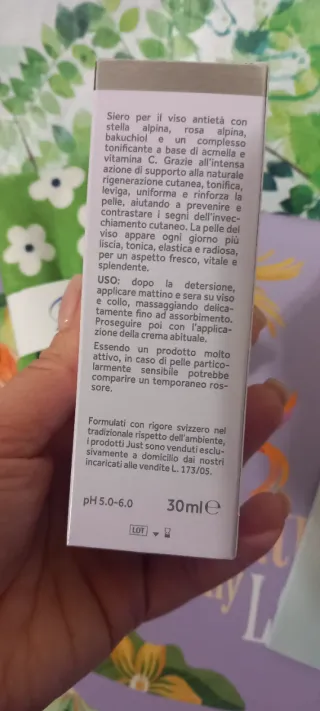 Siero per il viso antietà con
stella alpina, rosa alpina,
bakuchiol e un complesso
tonificante a base di acmella e
vitamina C. Grazie all'intensa
azione di supporto alla naturale
rigenerazione cutanea, tonifica,
leviga, uniforma e rinforza la
pelle, aiutando a prevenire e
contrastare i segni dell'invec-
chiamento cutaneo. La pelle del
viso appare ogni giorno più
liscia, tonica, elastica e radiosa,
per un aspetto fresco, vitale e
splendente.
USO: dopo la detersione,
applicare mattino e sera su viso
e collo, massaggiando delica-
tamente fino ad assorbimento.
Proseguire poi con l'applica-
zione della crema abituale.
Essendo un prodotto molto
attivo, in caso di pelle partico-
larmente sensibile potrebbe
comparire un temporaneo ros-
sore.
Formulati con rigore svizzero nel
tradizionale rispetto dell'ambiente,
i prodotti Just sono venduti esclu-
sivamente a domicilio dai nostri
incaricati alle vendite L. 173/05.
pH 5.0-6.0 30ml℮
LOT